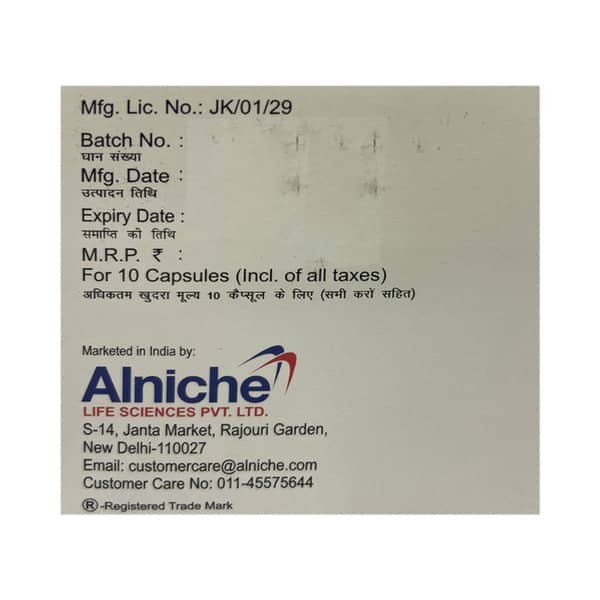 Mfg. Lic. No.: JK/01/29
Batch No. :
घान संख्या
Mfg. Date :
उत्पादन तिथि
Expiry Date :
समाप्ति की तिथि
M.R.P. ₹ :
For 10 Capsules (Incl. of all taxes)
अधिकतम खुदरा मूल्य 10 कैप्सूल के लिए (सभी करों सहित)
Marketed in India by:
Alniche
LIFE SCIENCES PVT. LTD.
S-14, Janta Market, Rajouri Garden,
New Delhi-110027
Email: customercare@alniche.com
Customer Care No: 011-45575644
®-Registered Trade Mark